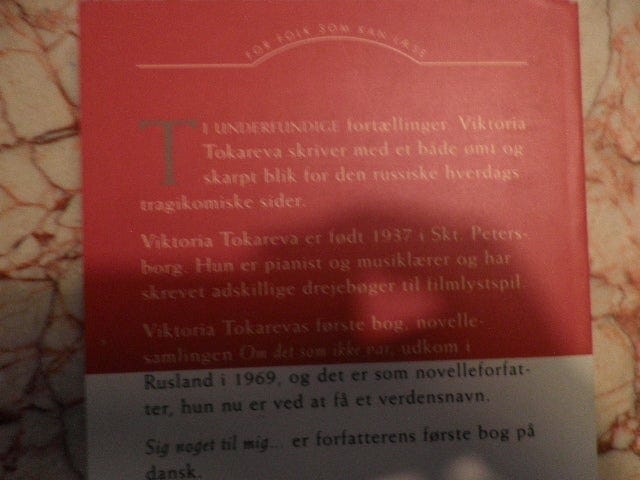 FOR FOLK SOM KAN LÆSE
TI UNDERFUNDIGE fortællinger. Viktoria
Tokareva skriver med et både ømt og
skarpt blik for den russiske hverdags
tragikomiske sider.
Viktoria Tokareva er født 1937 i Skt. Peters-
borg. Hun er pianist og musiklærer og har
skrevet adskillige drejebøger til filmlystspil.
Viktoria Tokarevas første bog, novelle-
samlingen Om det som ikke var, udkom i
Rusland i 1969, og det er som novelleforfat-
ter, hun nu er ved at få et verdensnavn.
Sig noget til mig... er forfatterens første bog på
dansk.